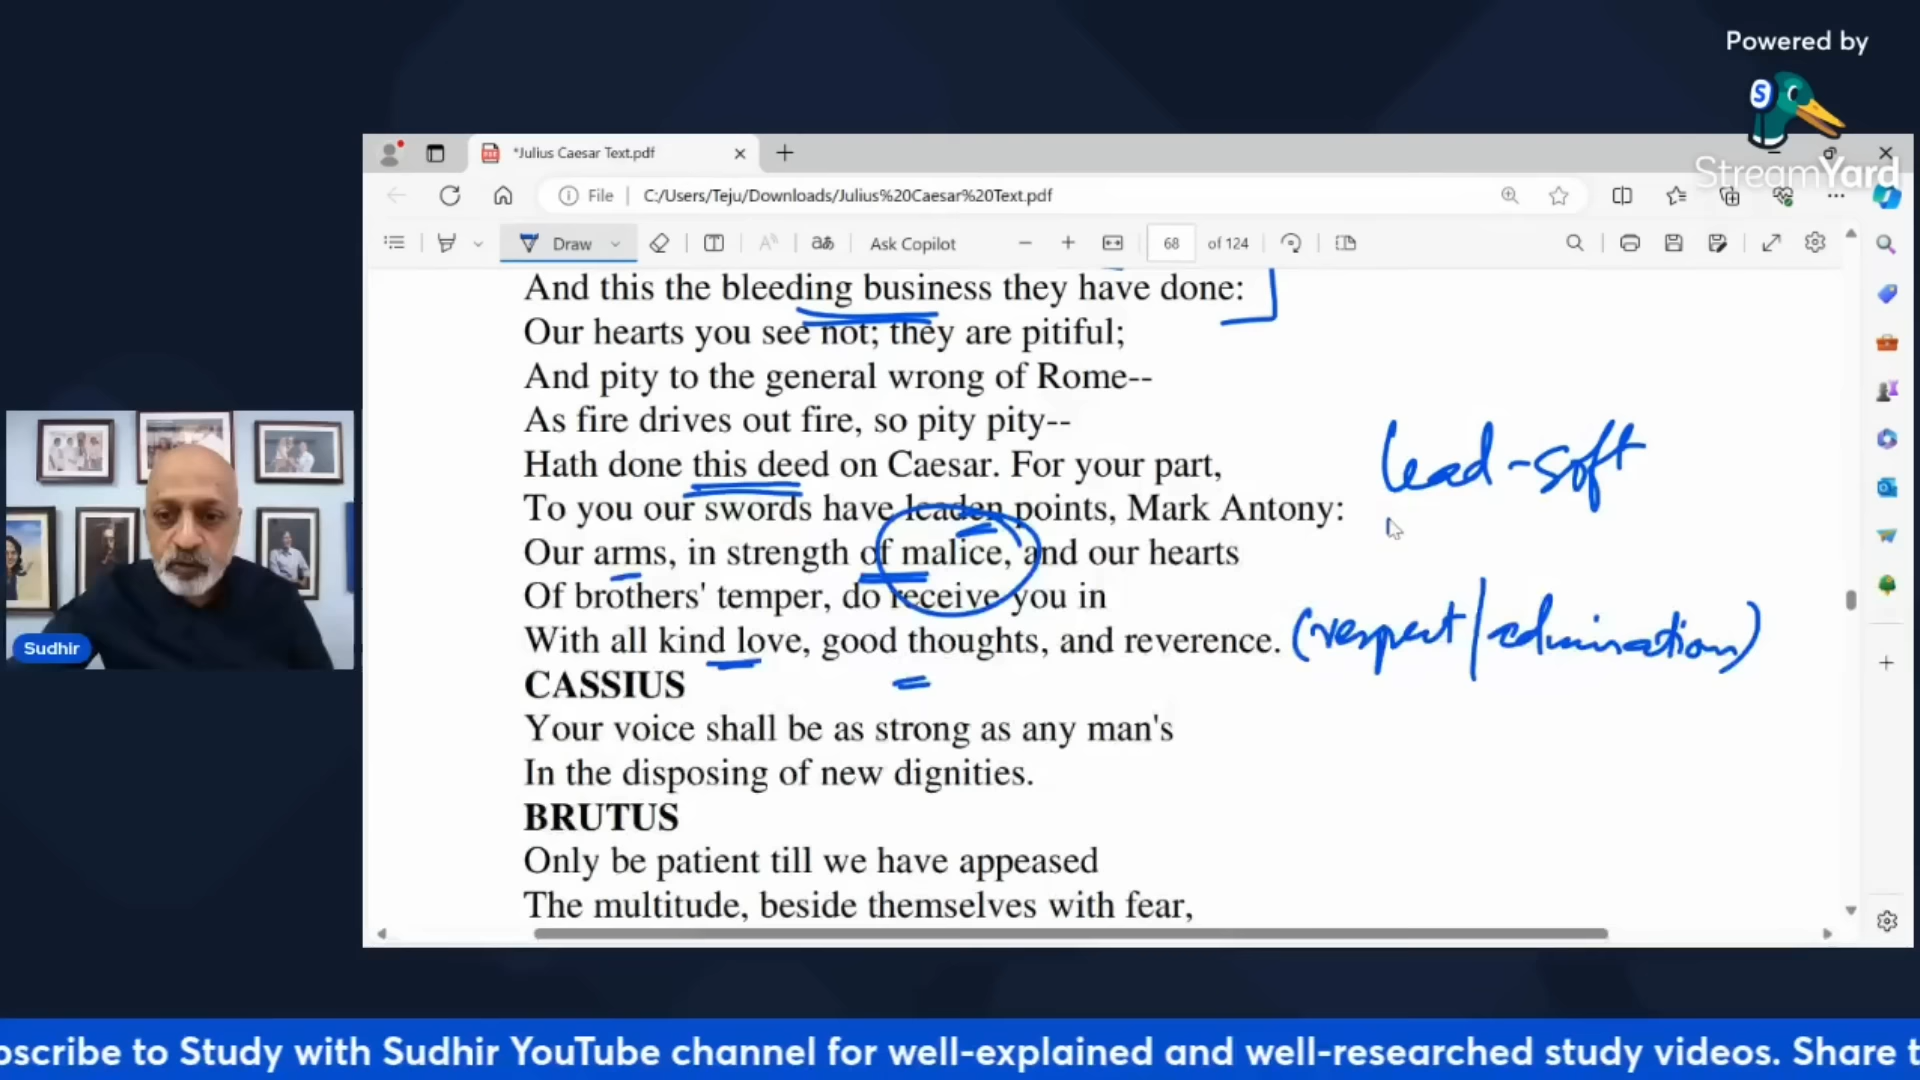 Powered by
S
StreamYard
*Julius Caesar Text.pdf
File
C:/Users/Teju/Downloads/Julius%20Caesar%20Text.pdf
Draw
aあ
Ask Copilot
68 of 124
And this the bleeding business they have done:
Our hearts you see not; they are pitiful;
And pity to the general wrong of Rome--
As fire drives out fire, so pity pity--
Hath done this deed on Caesar. For your part,
To you our swords have leaden points, Mark Antony:
lead-soft
Our arms, in strength of malice, and our hearts
Of brothers' temper, do receive you in
With all kind love, good thoughts, and reverence. (respect/admiration)
CASSIUS
Your voice shall be as strong as any man's
In the disposing of new dignities.
BRUTUS
Only be patient till we have appeased
The multitude, beside themselves with fear,
Sudhir
bscribe to Study with Sudhir YouTube channel for well-explained and well-researched study videos. Share t